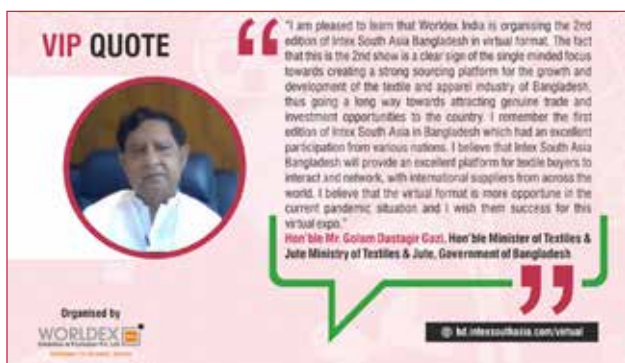 VIP QUOTE
"I am pleased to learn that Worldex India is organising the 2nd
edition of Intex South Asia Bangladesh in virtual format. The fact
that this is the 2nd show is a clear sign of the single minded focus
towards creating a strong sourcing platform for the growth and
development of the textile and apparel industry of Bangladesh,
thus going a long way towards attracting genuine trade and
investment opportunities to the country. I remember the first
edition of Intex South Asia in Bangladesh which had an excellent
participation from various nations. I believe that Intex South Asia
Bangladesh will provide an excellent platform for textile buyers to
interact and network, with international suppliers from across the
world. I believe that the virtual format is more opportune in the
current pandemic situation and I wish them success for this
virtual expo."
Hon'ble Mr. Golam Dastagir Gazi, Hon'ble Minister of Textiles &
Jute Ministry of Textiles & Jute, Government of Bangladesh
Organised by
WORLDEX
bd.intexsouthasia.com/virtual